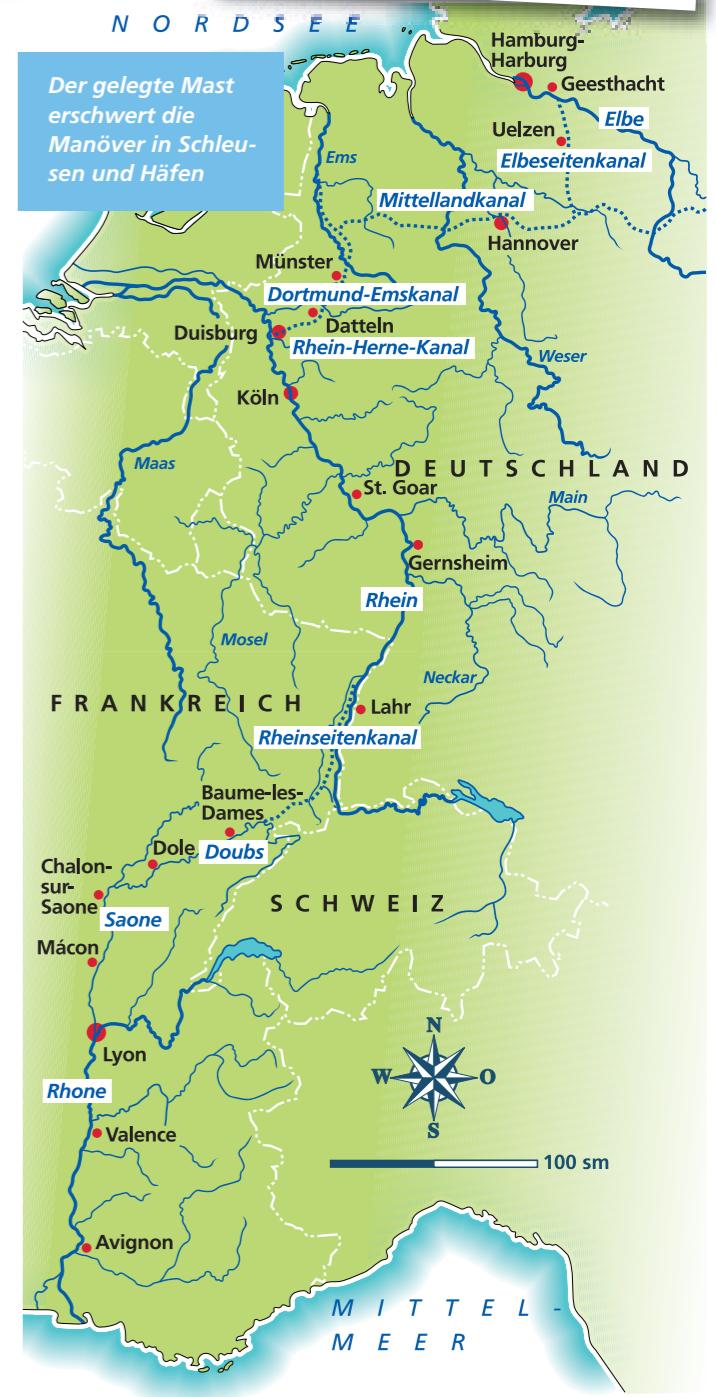 NORDSEE
Der gelegte Mast
erschwert die
Manöver in Schleu-
sen und Häfen
Hamburg-
Harburg
Geesthacht
Elbe
Uelzen
Elbeseitenkanal
Ems
Mittellandkanal
Hannover
Münster
Dortmund-Emskanal
Datteln
Duisburg
Rhein-Herne-Kanal
Weser
Köln
Maas
DEUTSCHLAND
St. Goar
Main
Gernsheim
Rhein
Mosel
Neckar
FRANKREICH
Lahr
Rheinseitenkanal
Baume-les-
Dames
Dole
Doubs
Chalon-
sur-
Saone
SCHWEIZ
Saone
Mácon
Lyon
N
W
O
S
Rhone
Valence
100 sm
Avignon
MITTEL-
MEER